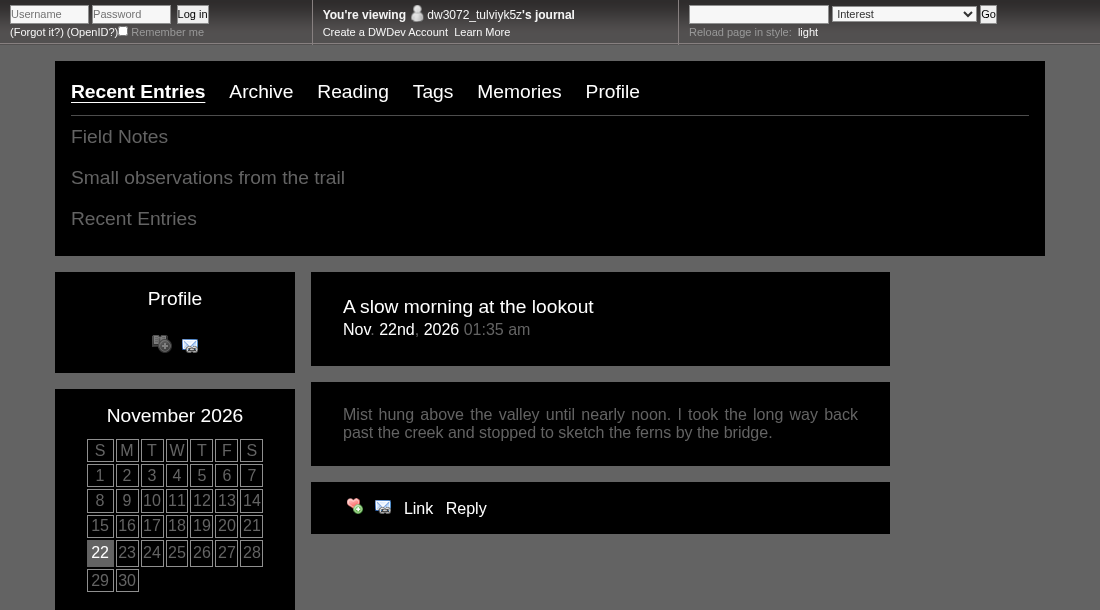 Username Password Log in
(Forgot it?) (OpenID?) Remember me
You're viewing dw3072_tulviyk5z's journal
Create a DWDev Account Learn More
Interest Go
Reload page in style: light
Recent Entries Archive Reading Tags Memories Profile
Field Notes
Small observations from the trail
Recent Entries
Profile
November 2026
S M T W T F S
1 2 3 4 5 6 7
8 9 10 11 12 13 14
15 16 17 18 19 20 21
22 23 24 25 26 27 28
29 30
A slow morning at the lookout
Nov. 22nd, 2026 01:35 am
Mist hung above the valley until nearly noon. I took the long way back
past the creek and stopped to sketch the ferns by the bridge.
Link Reply